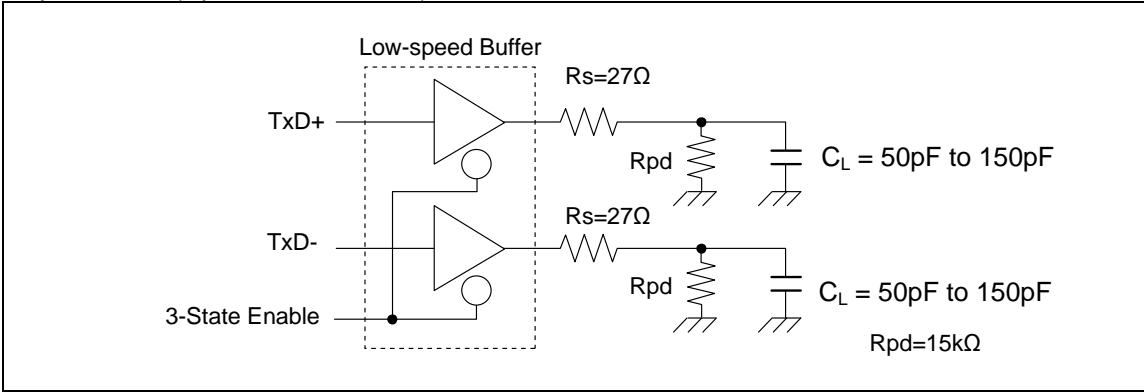 Low-speed Buffer
Rs=27Ω
TxD+
Rpd
CL = 50pF to 150pF
Rs=27Ω
TxD-
Rpd
CL = 50pF to 150pF
3-State Enable
Rpd=15kΩ